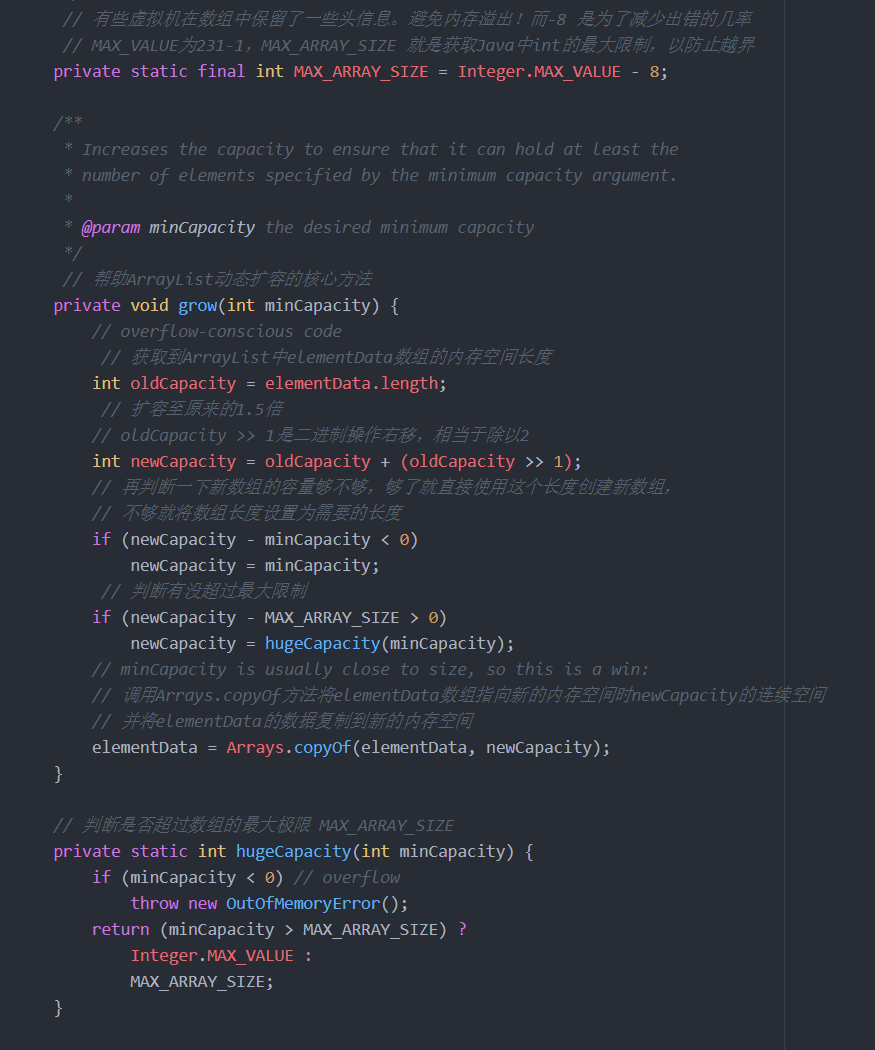 // 有些虚拟机在数组中保留了一些头信息。避免内存溢出！而-8 是为了减少出错的几率
// MAX_VALUE为231-1，MAX_ARRAY_SIZE 就是获取Java中int的最大限制，以防止越界
private static final int MAX_ARRAY_SIZE = Integer.MAX_VALUE - 8;
/**
* Increases the capacity to ensure that it can hold at least the
* number of elements specified by the minimum capacity argument.
*
* @param minCapacity the desired minimum capacity
*/
// 帮助ArrayList动态扩容的核心方法
private void grow(int minCapacity) {
// overflow-conscious code
// 获取到ArrayList中elementData数组的内存空间长度
int oldCapacity = elementData.length;
// 扩容至原来的1.5倍
// oldCapacity >> 1是二进制操作右移，相当于除以2
int newCapacity = oldCapacity + (oldCapacity >> 1);
// 再判断一下新数组的容量够不够，够了就直接使用这个长度创建新数组，
// 不够就将数组长度设置为需要的长度
if (newCapacity - minCapacity < 0)
newCapacity = minCapacity;
// 判断有没超过最大限制
if (newCapacity - MAX_ARRAY_SIZE > 0)
newCapacity = hugeCapacity(minCapacity);
// minCapacity is usually close to size, so this is a win:
// 调用Arrays.copyOf方法将elementData数组指向新的内存空间时newCapacity的连续空间
// 并将elementData的数据复制到新的内存空间
elementData = Arrays.copyOf(elementData, newCapacity);
}
// 判断是否超过数组的最大极限 MAX_ARRAY_SIZE
private static int hugeCapacity(int minCapacity) {
if (minCapacity < 0) // overflow
throw new OutOfMemoryError();
return (minCapacity > MAX_ARRAY_SIZE) ?
Integer.MAX_VALUE :
MAX_ARRAY_SIZE;
}